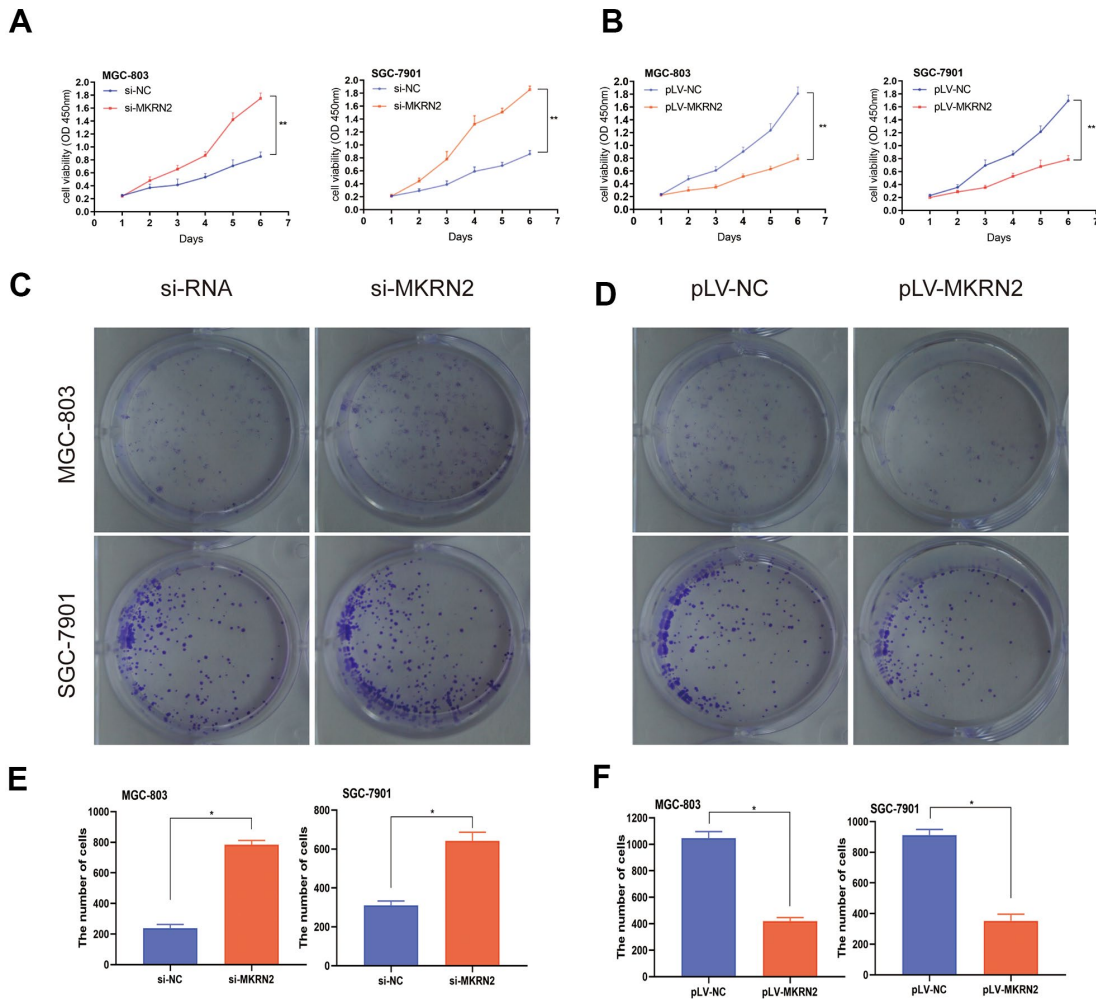 A
B
MGC-803
si-NC
si-MKRN2
cell viability (OD 450nm)
2.0
1.8
1.6
1.4
1.2
1.0
0.8
0.6
0.4
0.2
0.0
0 1 2 3 4 5 6 7
Days
**
SGC-7901
si-NC
si-MKRN2
cell viability (OD 450nm)
2.0
1.8
1.6
1.4
1.2
1.0
0.8
0.6
0.4
0.2
0.0
0 1 2 3 4 5 6 7
Days
**
MGC-803
pLV-NC
pLV-MKRN2
cell viability (OD 450nm)
2.0
1.8
1.6
1.4
1.2
1.0
0.8
0.6
0.4
0.2
0.0
0 1 2 3 4 5 6 7
Days
**
SGC-7901
pLV-NC
pLV-MKRN2
cell viability (OD 450nm)
2.0
1.8
1.6
1.4
1.2
1.0
0.8
0.6
0.4
0.2
0.0
0 1 2 3 4 5 6 7
Days
**
C
si-RNA si-MKRN2
D
pLV-NC pLV-MKRN2
MGC-803
SGC-7901
E
MGC-803
The number of cells
1000
800
600
400
200
0
*
si-NC si-MKRN2
SGC-7901
The number of cells
800
600
400
200
0
*
si-NC si-MKRN2
F
MGC-803
The number of cells
1200
1000
800
600
400
200
0
*
pLV-NC pLV-MKRN2
SGC-7901
The number of cells
1000
800
600
400
200
0
*
pLV-NC pLV-MKRN2